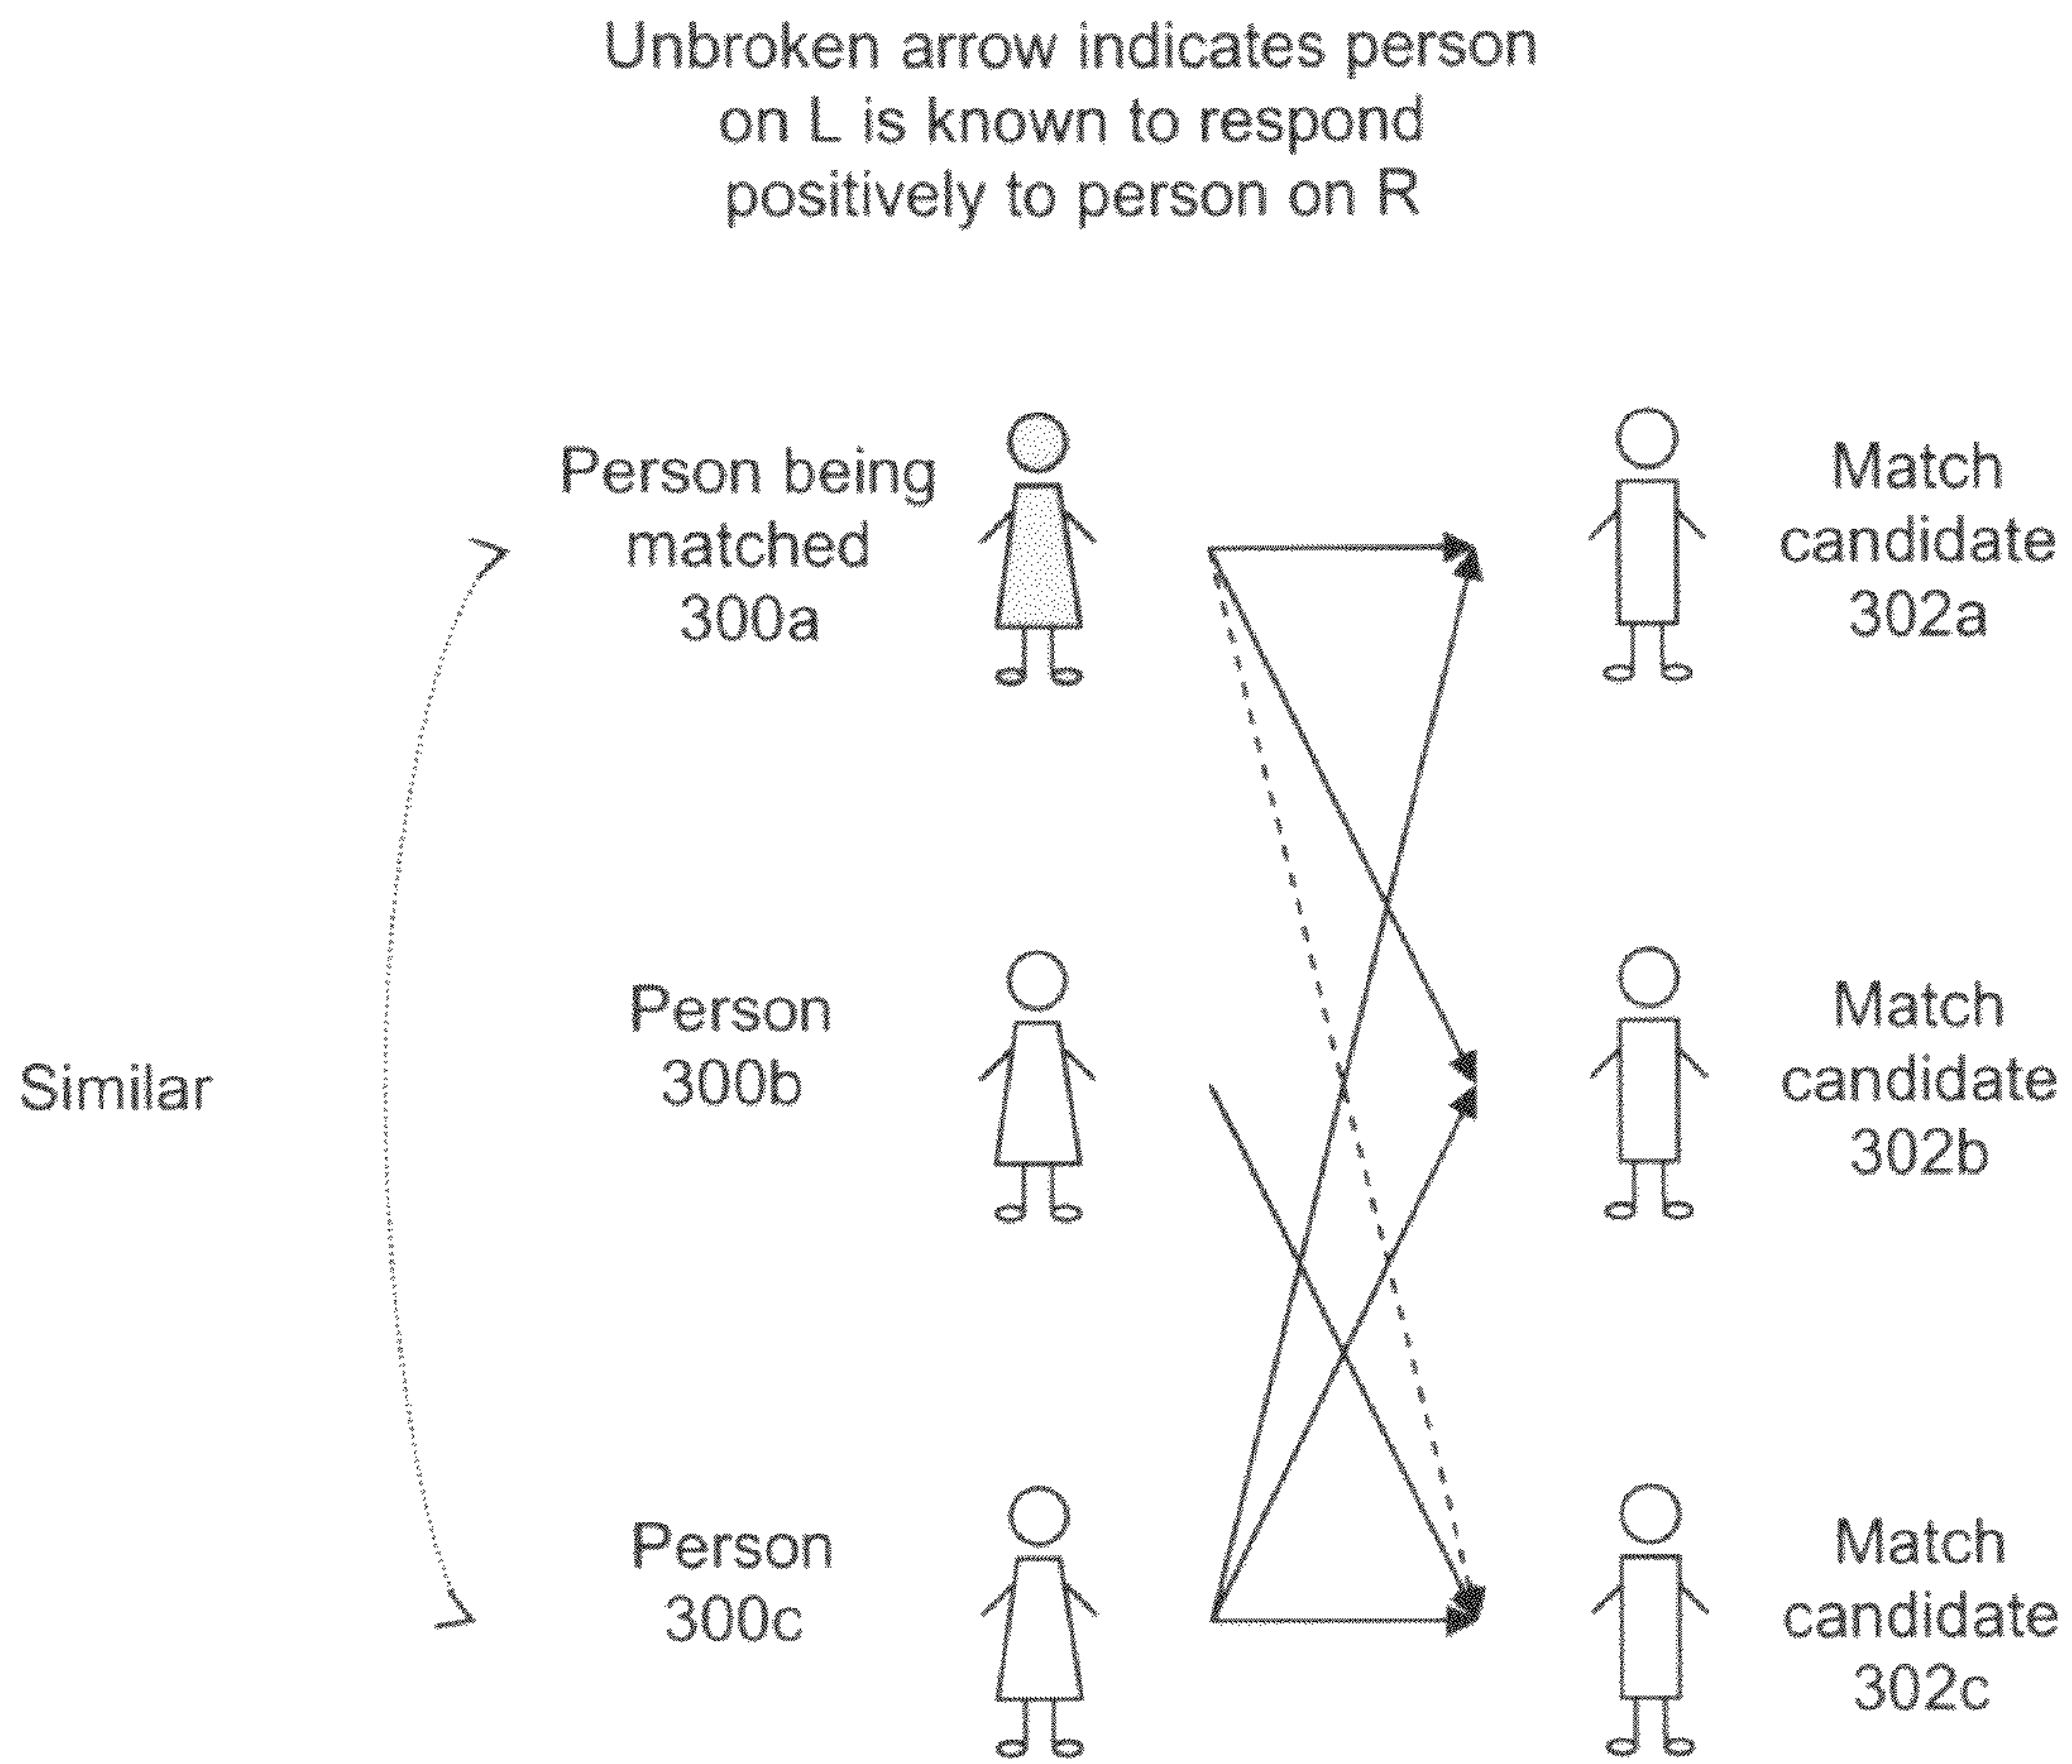 Unbroken arrow indicates person
on L is known to respond
positively to person on R
Person being
matched
300a
Match
candidate
302a
Similar
Person
300b
Match
candidate
302b
Person
300c
Match
candidate
302c